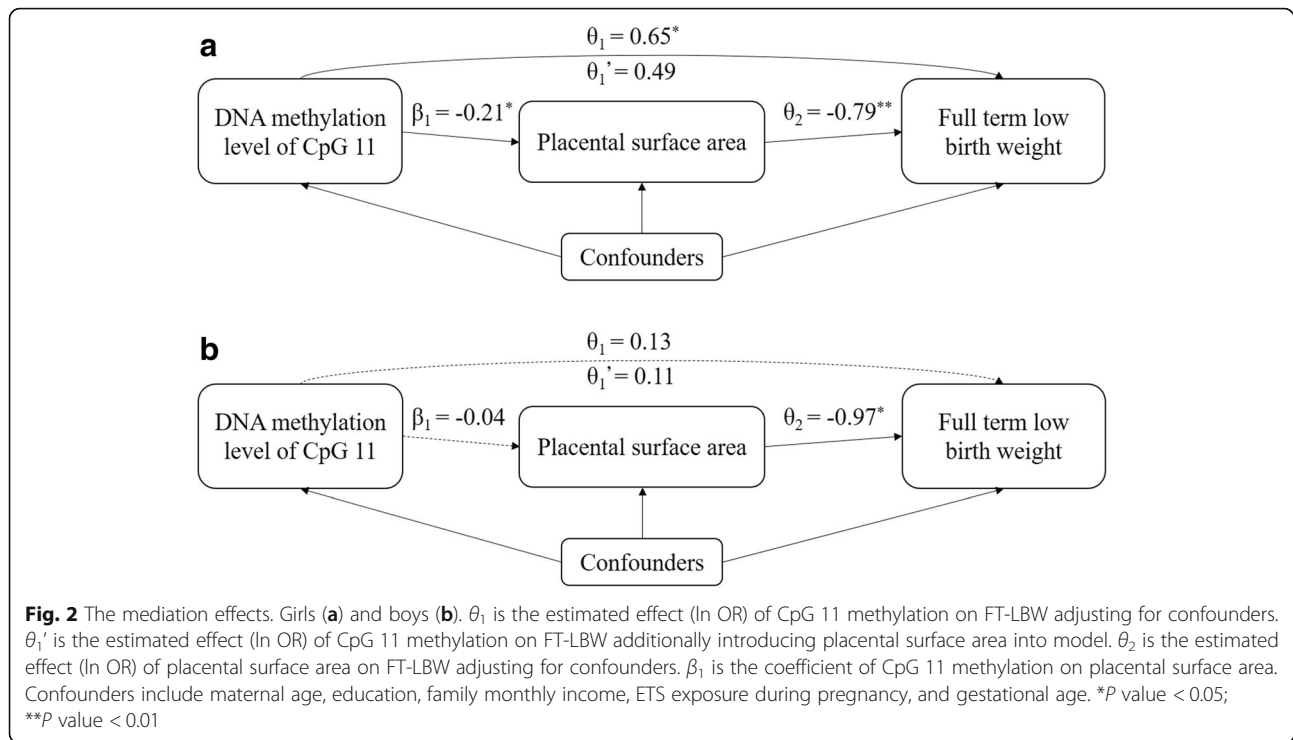 a
θ₁ = 0.65*
θ₁’ = 0.49
DNA methylation
level of CpG 11
β₁ = -0.21*
Placental surface area
θ₂ = -0.79**
Full term low
birth weight
Confounders
b
θ₁ = 0.13
θ₁’ = 0.11
DNA methylation
level of CpG 11
β₁ = -0.04
Placental surface area
θ₂ = -0.97*
Full term low
birth weight
Confounders
Fig. 2 The mediation effects. Girls (a) and boys (b). θ₁ is the estimated effect (ln OR) of CpG 11 methylation on FT-LBW adjusting for confounders.
θ₁’ is the estimated effect (ln OR) of CpG 11 methylation on FT-LBW additionally introducing placental surface area into model. θ₂ is the estimated
effect (ln OR) of placental surface area on FT-LBW adjusting for confounders. β₁ is the coefficient of CpG 11 methylation on placental surface area.
Confounders include maternal age, education, family monthly income, ETS exposure during pregnancy, and gestational age. *P value < 0.05;
**P value < 0.01